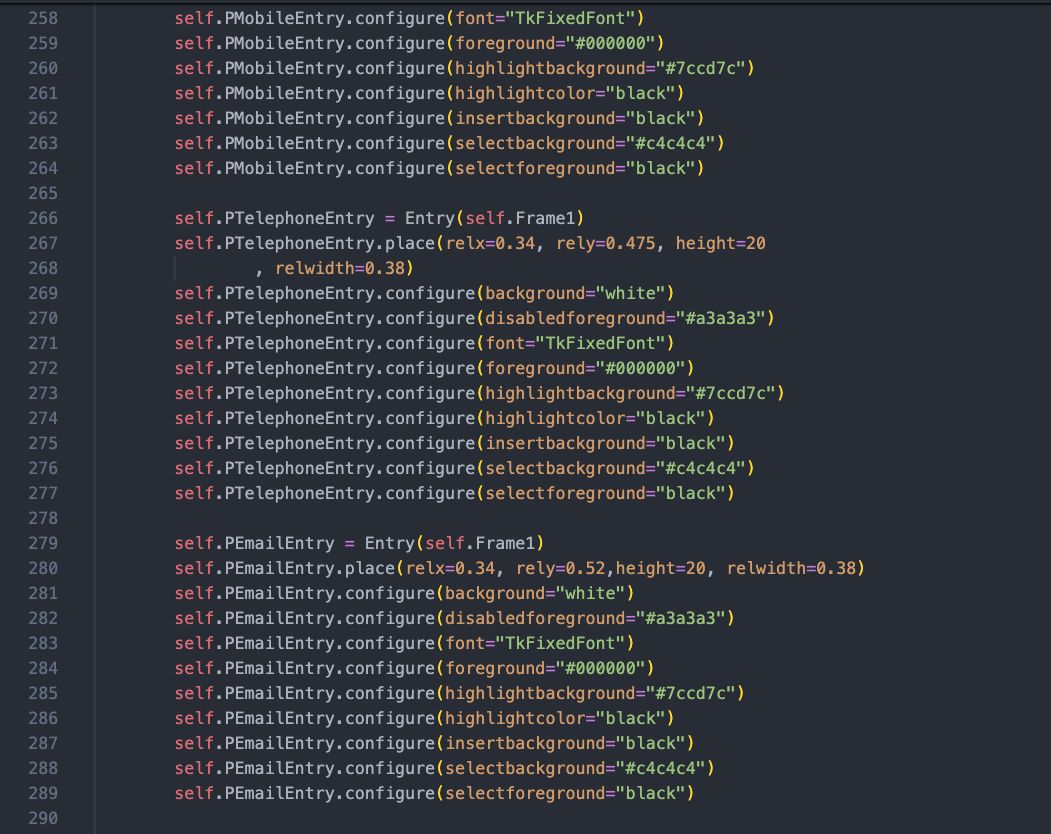 258 self.PMobileEntry.configure(font="TkFixedFont")
259 self.PMobileEntry.configure(foreground="#000000")
260 self.PMobileEntry.configure(highlightbackground="#7ccd7c")
261 self.PMobileEntry.configure(highlightcolor="black")
262 self.PMobileEntry.configure(insertbackground="black")
263 self.PMobileEntry.configure(selectbackground="#c4c4c4")
264 self.PMobileEntry.configure(selectforeground="black")
265
266 self.PTelephoneEntry = Entry(self.Frame1)
267 self.PTelephoneEntry.place(relx=0.34, rely=0.475, height=20
268 , relwidth=0.38)
269 self.PTelephoneEntry.configure(background="white")
270 self.PTelephoneEntry.configure(disabledforeground="#a3a3a3")
271 self.PTelephoneEntry.configure(font="TkFixedFont")
272 self.PTelephoneEntry.configure(foreground="#000000")
273 self.PTelephoneEntry.configure(highlightbackground="#7ccd7c")
274 self.PTelephoneEntry.configure(highlightcolor="black")
275 self.PTelephoneEntry.configure(insertbackground="black")
276 self.PTelephoneEntry.configure(selectbackground="#c4c4c4")
277 self.PTelephoneEntry.configure(selectforeground="black")
278
279 self.PEmailEntry = Entry(self.Frame1)
280 self.PEmailEntry.place(relx=0.34, rely=0.52,height=20, relwidth=0.38)
281 self.PEmailEntry.configure(background="white")
282 self.PEmailEntry.configure(disabledforeground="#a3a3a3")
283 self.PEmailEntry.configure(font="TkFixedFont")
284 self.PEmailEntry.configure(foreground="#000000")
285 self.PEmailEntry.configure(highlightbackground="#7ccd7c")
286 self.PEmailEntry.configure(highlightcolor="black")
287 self.PEmailEntry.configure(insertbackground="black")
288 self.PEmailEntry.configure(selectbackground="#c4c4c4")
289 self.PEmailEntry.configure(selectforeground="black")
290